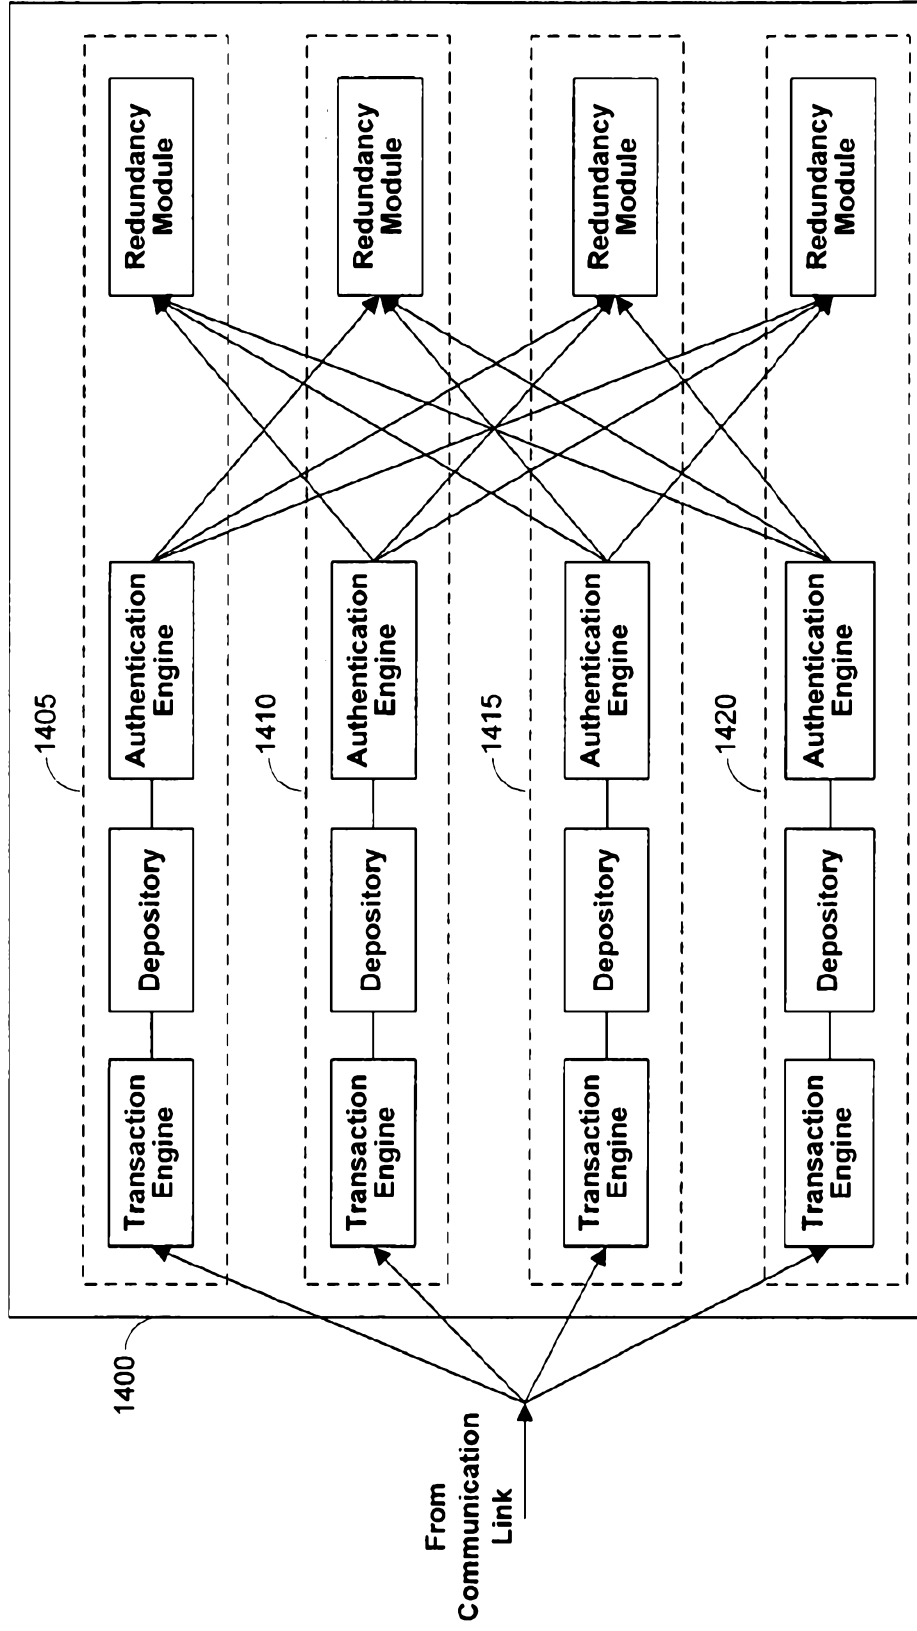 1400
From
Communication
Link
1405
Transaction
Engine
Depository
Authentication
Engine
Redundancy
Module
1410
Transaction
Engine
Depository
Authentication
Engine
Redundancy
Module
1415
Transaction
Engine
Depository
Authentication
Engine
Redundancy
Module
1420
Transaction
Engine
Depository
Authentication
Engine
Redundancy
Module